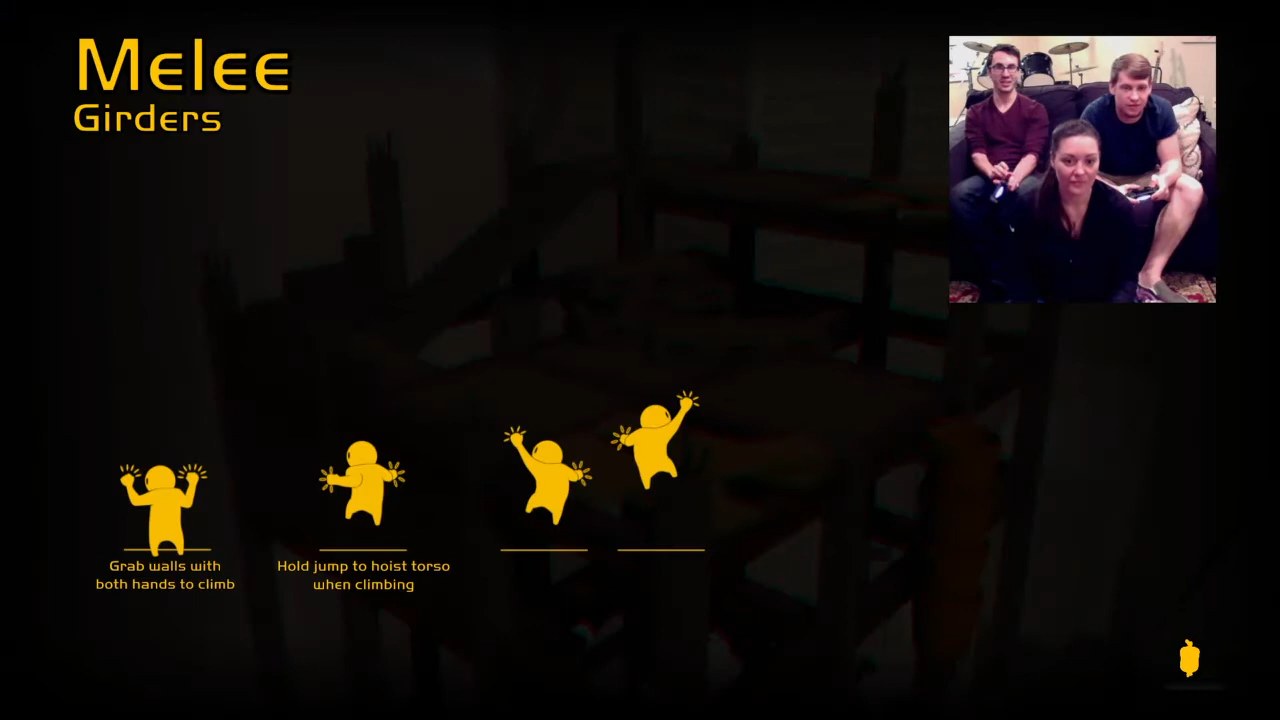 Melee
Girders
Grab walls with
both hands to climb
Hold jump to hoist torso
when climbing